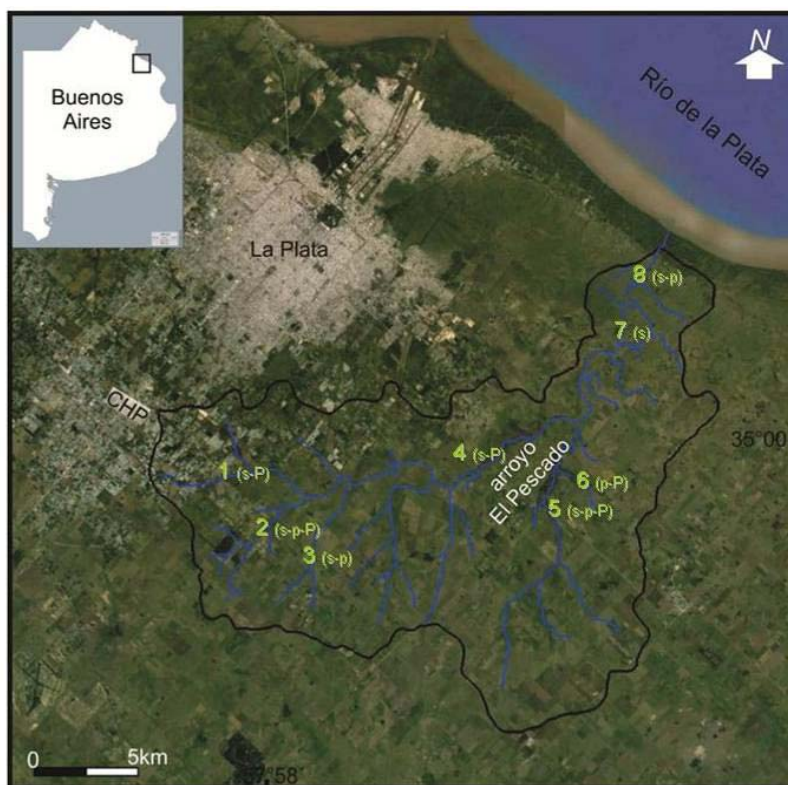 Buenos
Aires
N
Río de la Plata
La Plata
8 (s-p)
7 (s)
CHP
35°00
4 (s-P)
arroyo
El Pescado
1 (s-P)
6 (p-P)
5 (s-p-P)
2 (s-p-P)
3 (s-p)
0 5km
57°58'